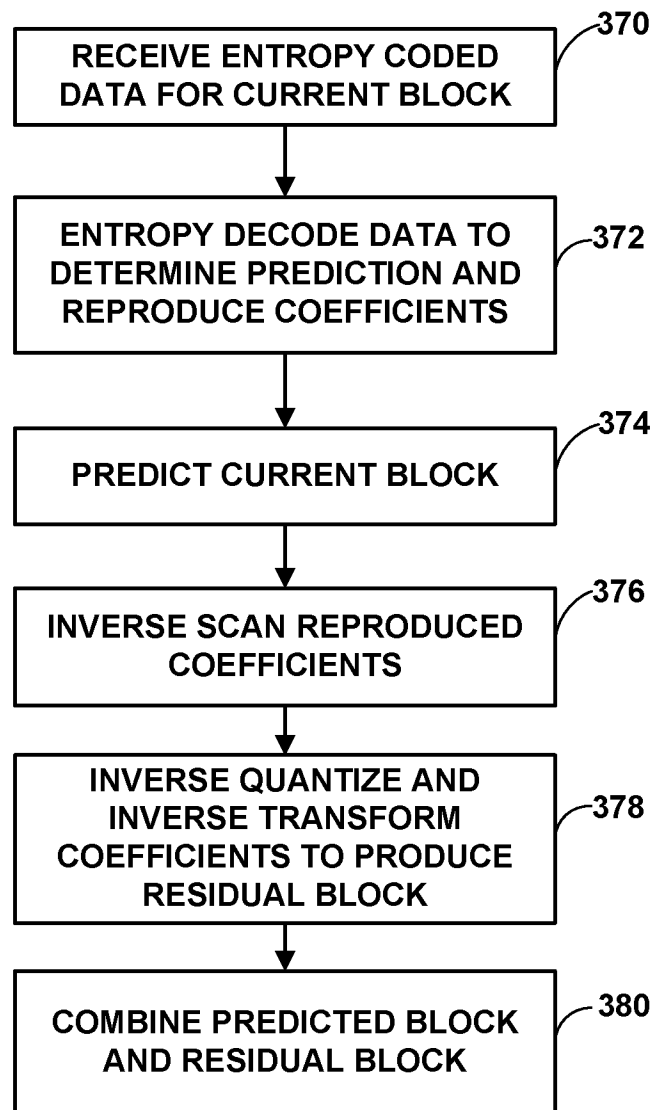 370
RECEIVE ENTROPY CODED
DATA FOR CURRENT BLOCK
372
ENTROPY DECODE DATA TO
DETERMINE PREDICTION AND
REPRODUCE COEFFICIENTS
374
PREDICT CURRENT BLOCK
376
INVERSE SCAN REPRODUCED
COEFFICIENTS
378
INVERSE QUANTIZE AND
INVERSE TRANSFORM
COEFFICIENTS TO PRODUCE
RESIDUAL BLOCK
380
COMBINE PREDICTED BLOCK
AND RESIDUAL BLOCK